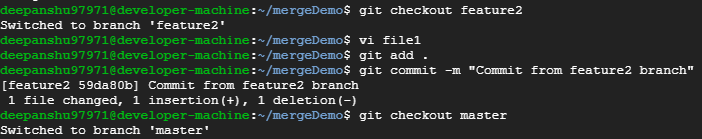 deepanshu97971@developer-machine:~/mergeDemo$ git checkout feature2
Switched to branch 'feature2'
deepanshu97971@developer-machine:~/mergeDemo$ vi file1
deepanshu97971@developer-machine:~/mergeDemo$ git add .
deepanshu97971@developer-machine:~/mergeDemo$ git commit -m "Commit from feature2 branch"
[feature2 59da80b] Commit from feature2 branch
 1 file changed, 1 insertion(+), 1 deletion(-)
deepanshu97971@developer-machine:~/mergeDemo$ git checkout master
Switched to branch 'master'